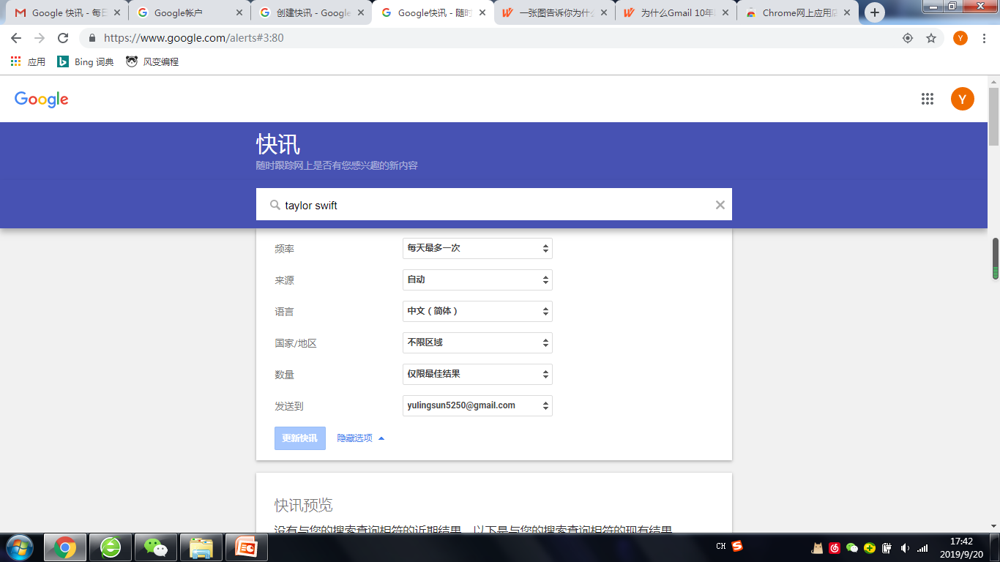 Google 快讯 - 每日
Google帐户
创建快讯 - Google
Google快讯 - 随时
一张图告诉你为什么
为什么Gmail 10年
Chrome网上应用店
https://www.google.com/alerts#3:80
Y
应用
Bing 词典
风变编程
Google
Y
快讯
随时跟踪网上是否有您感兴趣的新内容
taylor swift
频率 每天最多一次
来源 自动
语言 中文（简体）
国家/地区 不限区域
数量 仅限最佳结果
发送到 yulingsun5250@gmail.com
更新快讯 隐藏选项
快讯预览
没有与您的搜索查询相符的近期结果。以下是与您的搜索查询相符的现有结果
CH
17:42
2019/9/20